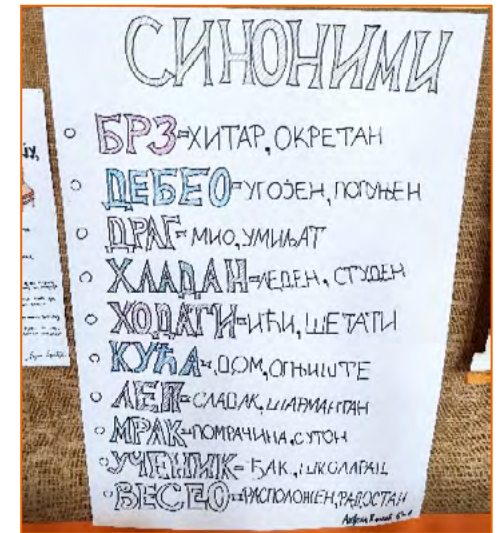 СИНОНИМИ
БРЗ=ХИТАР, ОКРЕТАН
ДЕБЕО=УГОЈЕН, ПОПУЊЕН
ДРАГ=МИО, УМИЉАТ
ХЛАДАН=ЛЕДЕН, СТУДЕН
ХОДАТИ=ИЋИ, ШЕТАТИ
КУЋА=ДОМ, ОГЊИШТЕ
ЛЕП=СЛАДАК, ШАРМАНТАН
МРАК=ПОМРАЧИНА, СУТОН
УЧЕНИК=ЂАК, ШКОЛАРАЦ
ВЕСЕО=РАСПОЛОЖЕН, РАДОСТАН